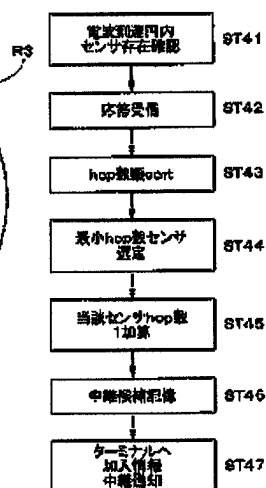 R3
電波到達圏内
センサ存在確認
ST41
応答受信
ST42
hop数順sort
ST43
最小hop数センサ
選定
ST44
当該センサhop数
1加算
ST45
中継候補記憶
ST46
ターミナルへ
加入情報
中継通知
ST47